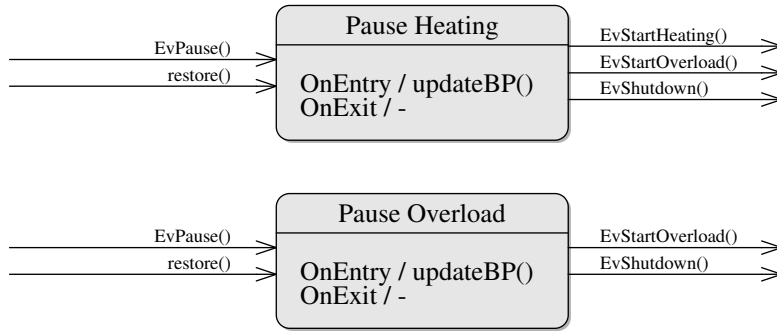 Pause Heating
EvPause()
restore()
OnEntry / updateBP()
OnExit / -
EvStartHeating()
EvStartOverload()
EvShutdown()
Pause Overload
EvPause()
restore()
OnEntry / updateBP()
OnExit / -
EvStartOverload()
EvShutdown()